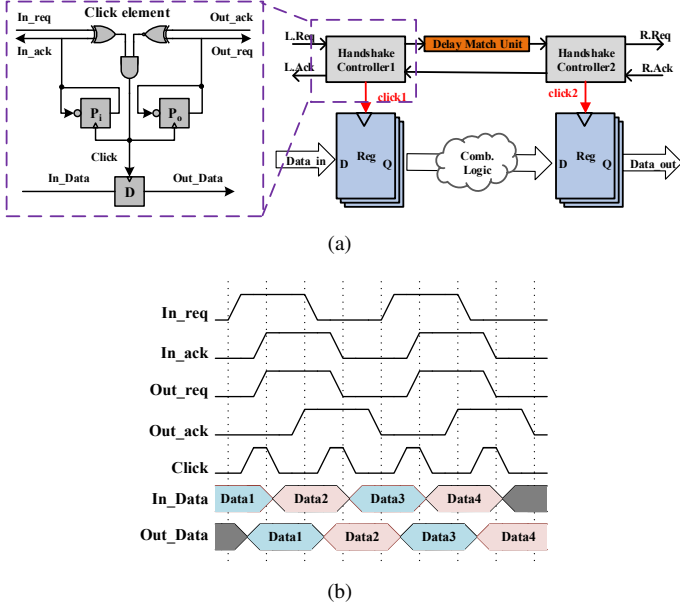 Click element
In_req
In_ack
Out_ack
Out_req
P_i
P_o
Click
In_Data
D
Out_Data
L.Req
L.Ack
Handshake
Controller1
Delay Match Unit
Handshake
Controller2
R.Req
R.Ack
click1
click2
Data_in
D
Reg
Q
Comb.
Logic
D
Reg
Q
Data_out
(a)
In_req
In_ack
Out_req
Out_ack
Click
In_Data
Data1 Data2 Data3 Data4
Out_Data
Data1 Data2 Data3 Data4
(b)